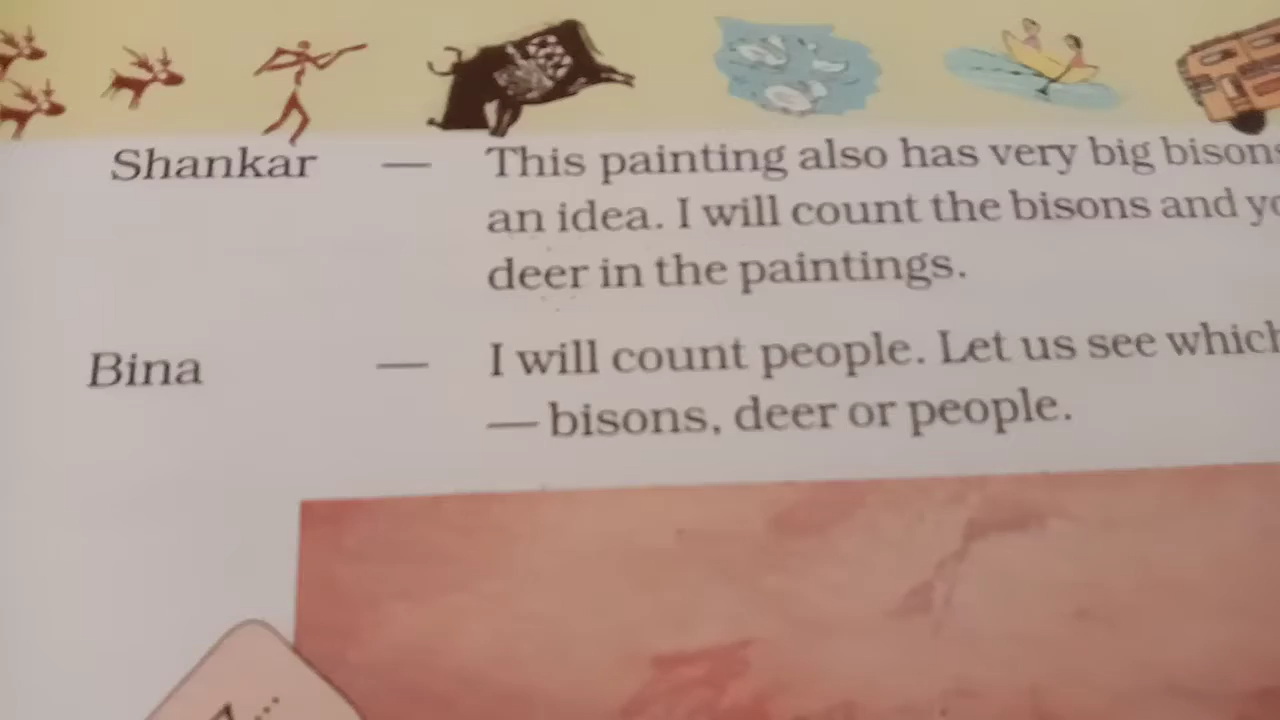 Shankar — This painting also has very big bisons
an idea. I will count the bisons and
deer in the paintings.
Bina — I will count people. Let us see which
— bisons, deer or people.